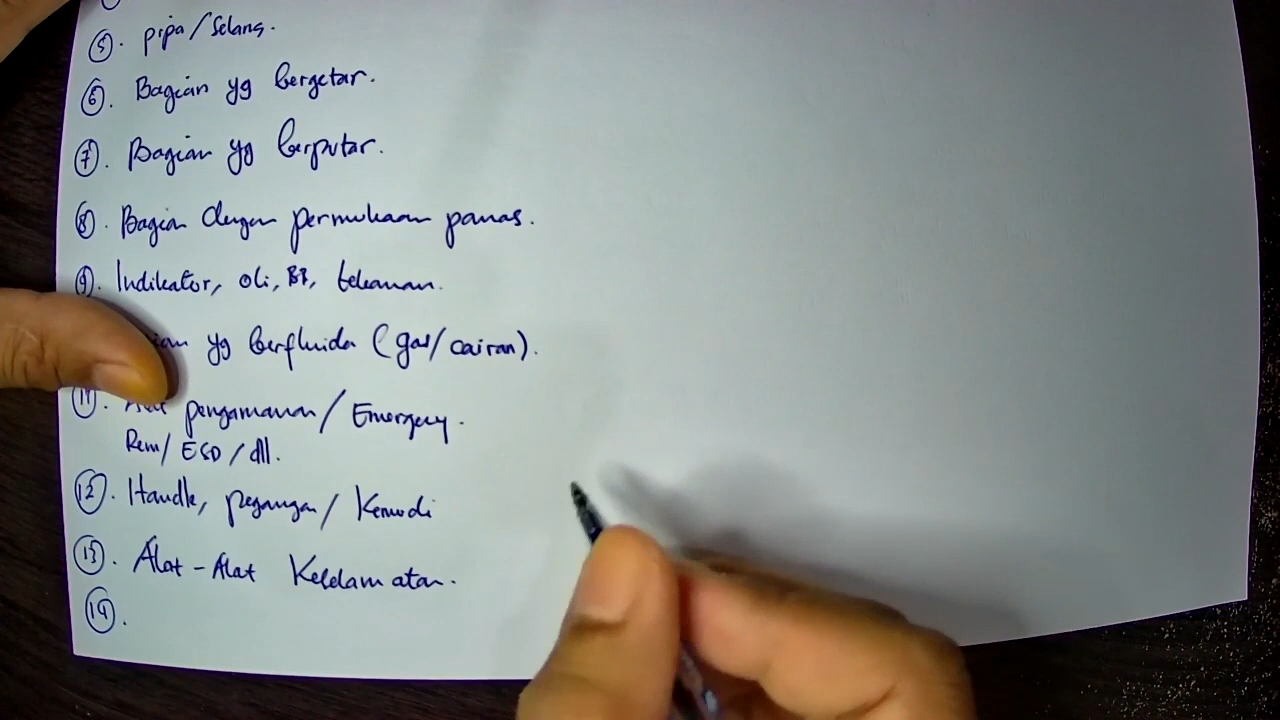 5. pipa/Selang.
6. Bagian yg bergetar.
7. Bagian yg berputar.
8. Bagian dengan permukaan panas.
9. Indikator, oli, BB, tekanan.
yg berfluida (gas/cairan).
11. Alat pengamanan/Emergency.
Rem/ESD/dll.
12. Handle, pegangan/Kemudi
13. Alat-Alat Keselamatan.
14.